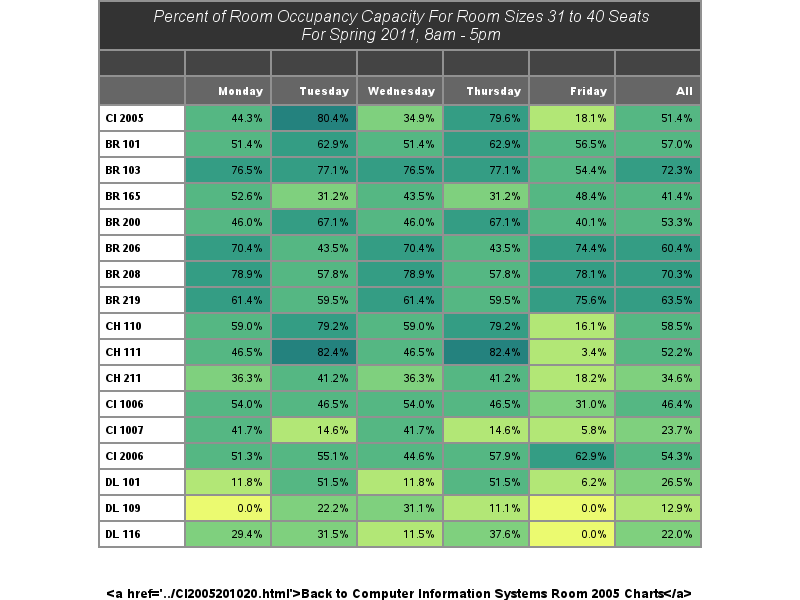 Percent of Room Occupancy Capacity For Room Sizes 31 to 40 Seats
For Spring 2011, 8am - 5pm
Monday Tuesday Wednesday Thursday Friday All
CI 2005 44.3% 80.4% 34.9% 79.6% 18.1% 51.4%
BR 101 51.4% 62.9% 51.4% 62.9% 56.5% 57.0%
BR 103 76.5% 77.1% 76.5% 77.1% 54.4% 72.3%
BR 165 52.6% 31.2% 43.5% 31.2% 48.4% 41.4%
BR 200 46.0% 67.1% 46.0% 67.1% 40.1% 53.3%
BR 206 70.4% 43.5% 70.4% 43.5% 74.4% 60.4%
BR 208 78.9% 57.8% 78.9% 57.8% 78.1% 70.3%
BR 219 61.4% 59.5% 61.4% 59.5% 75.6% 63.5%
CH 110 59.0% 79.2% 59.0% 79.2% 16.1% 58.5%
CH 111 46.5% 82.4% 46.5% 82.4% 3.4% 52.2%
CH 211 36.3% 41.2% 36.3% 41.2% 18.2% 34.6%
CI 1006 54.0% 46.5% 54.0% 46.5% 31.0% 46.4%
CI 1007 41.7% 14.6% 41.7% 14.6% 5.8% 23.7%
CI 2006 51.3% 55.1% 44.6% 57.9% 62.9% 54.3%
DL 101 11.8% 51.5% 11.8% 51.5% 6.2% 26.5%
DL 109 0.0% 22.2% 31.1% 11.1% 0.0% 12.9%
DL 116 29.4% 31.5% 11.5% 37.6% 0.0% 22.0%
<a href='../CI2005201020.html'>Back to Computer Information Systems Room 2005 Charts</a>